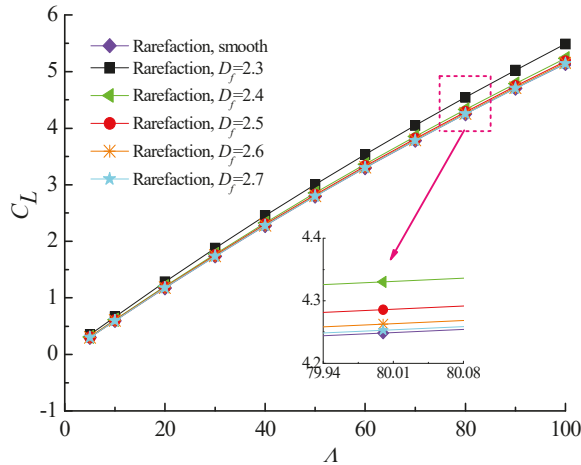 6
5
4
3
2
1
0
-1
C_L
Rarefaction, smooth
Rarefaction, D_f=2.3
Rarefaction, D_f=2.4
Rarefaction, D_f=2.5
Rarefaction, D_f=2.6
Rarefaction, D_f=2.7
4.4
4.3
4.2
79.94 80.01 80.08
0 20 40 60 80 100
Λ